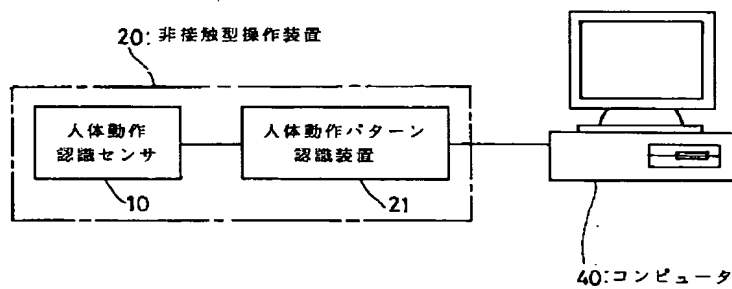 20: 非接触型操作装置
人体動作
認識センサ
10
人体動作パターン
認識装置
21
40:コンピュータ